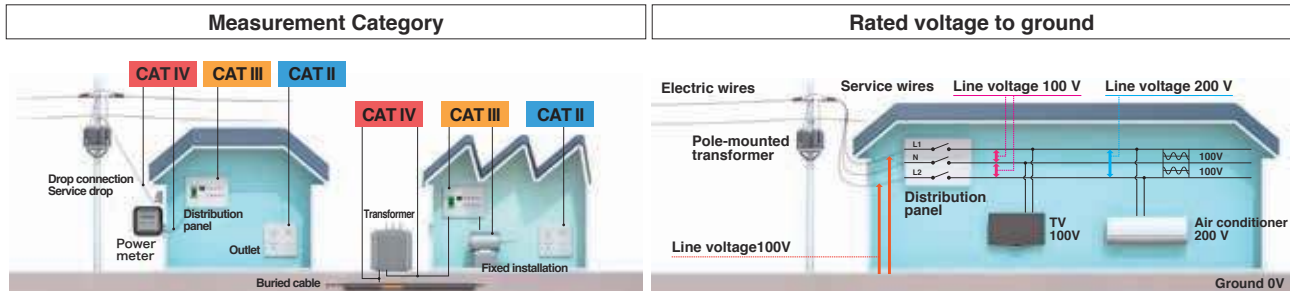 Measurement Category
CAT IV
CAT III
CAT II
CAT IV
CAT III
CAT II
Drop connection
Service drop
Distribution
panel
Power
meter
Outlet
Transformer
Fixed installation
Buried cable
Rated voltage to ground
Electric wires
Service wires
Line voltage 100 V
Line voltage 200 V
Pole-mounted
transformer
L1
N
L2
100V
100V
Distribution
panel
TV
100V
Air conditioner
200 V
Line voltage100V
Ground 0V